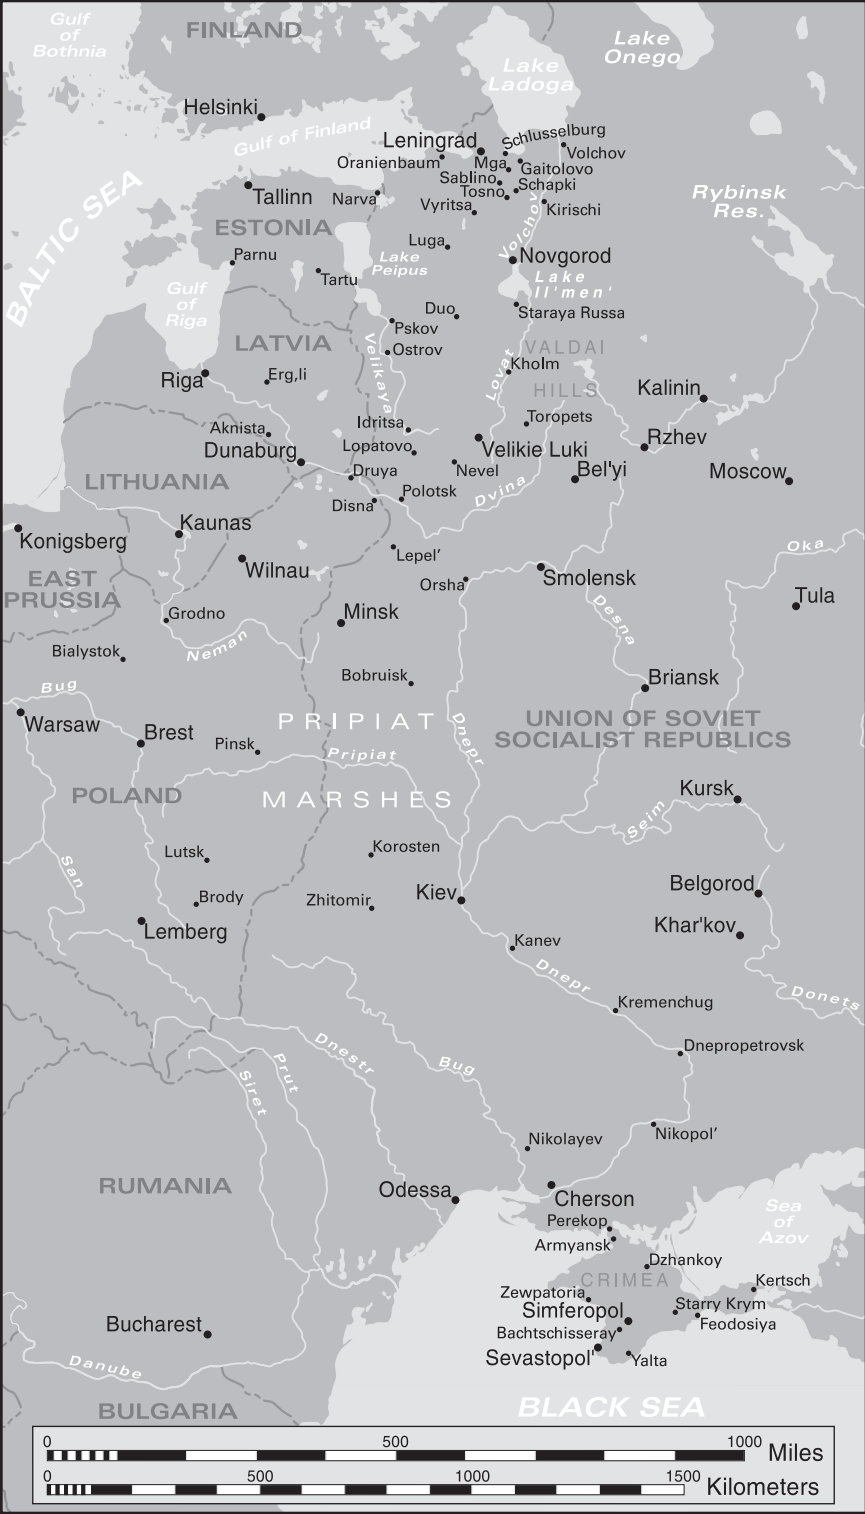 Gulf
of
Bothnia
FINLAND
Lake
Onego
Lake
Ladoga
Helsinki
Gulf of Finland
Leningrad
Schlusselburg
Volchov
Oranienbaum
Mga
Gaitolovo
Sablino
Schapki
Tosno
Tallinn
Narva
Vyritsa
Kirischi
Rybinsk
Res.
BALTIC SEA
ESTONIA
Volchov
Luga
Novgorod
Parnu
Lake
Peipus
Tartu
Lake
Il'men'
Gulf
of
Riga
Duo
Staraya Russa
Pskov
LATVIA
Velikaya
Ostrov
VALDAI
Lovat
Kholm
Riga
Erg,li
HILLS
Kalinin
Toropets
Aknista
Idritsa
Dunaburg
Lopatovo
Velikie Luki
Rzhev
Druya
Nevel
Bel'yi
Moscow
LITHUANIA
Polotsk
Dvina
Disna
Kaunas
Konigsberg
Lepel’
Oka
Wilnau
EAST
PRUSSIA
Orsha
Smolensk
Tula
Grodno
Minsk
Desna
Neman
Bialystok
Bobruisk
Briansk
Bug
Warsaw
Brest
PRIPIAT
Dnepr
UNION OF SOVIET
SOCIALIST REPUBLICS
Pinsk
Pripiat
POLAND
MARSHES
Kursk
Seim
Lutsk
Korosten
San
Brody
Zhitomir
Kiev
Belgorod
Lemberg
Khar'kov
Kanev
Dnepr
Donets
Kremenchug
Dnestr
Prut
Siret
Bug
Dnepropetrovsk
Nikolayev
Nikopol’
RUMANIA
Odessa
Cherson
Perekop
Sea
of
Azov
Armyansk
Dzhankoy
CRIMEA
Kertsch
Zewpatoria
Starry Krym
Simferopol
Feodosiya
Bucharest
Bachtschisseray
Sevastopol'
Yalta
Danube
BLACK SEA
BULGARIA
0 500 1000 Miles
0 500 1000 1500 Kilometers